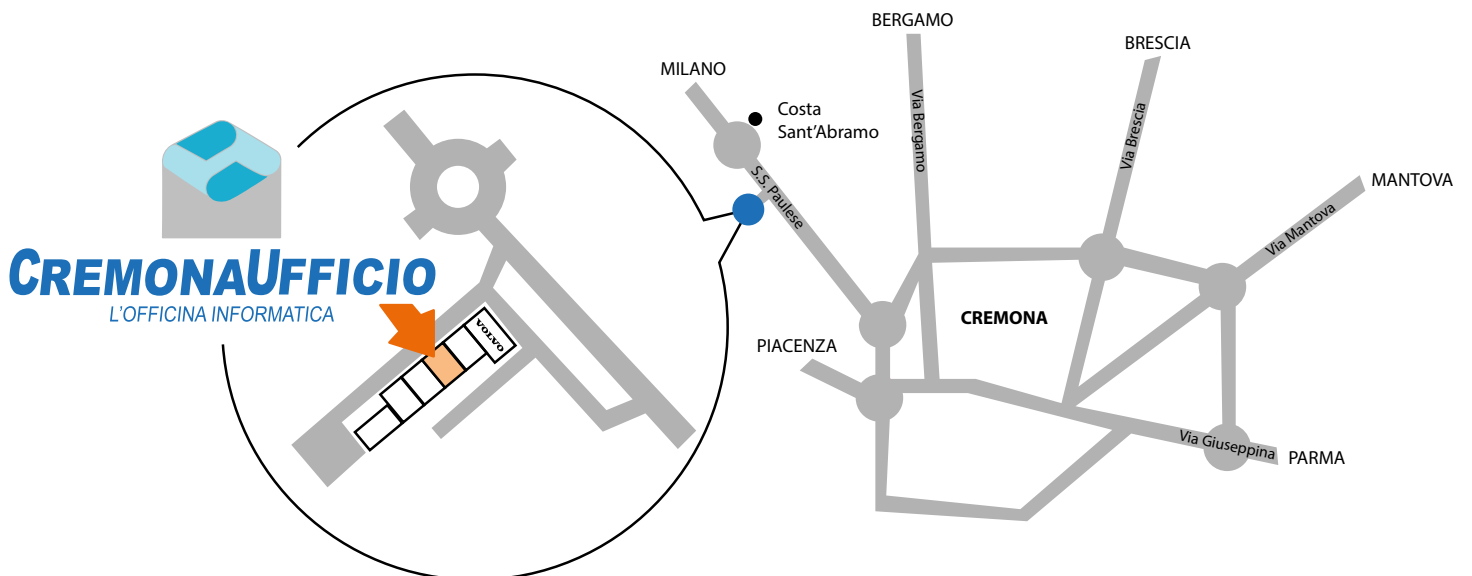 CREMONAUFFICIO
L'OFFICINA INFORMATICA
VOLVO
BERGAMO
BRESCIA
MILANO
Costa
Sant'Abramo
Via Bergamo
Via Brescia
MANTOVA
S.S. Paulese
Via Mantova
CREMONA
PIACENZA
Via Giuseppina
PARMA